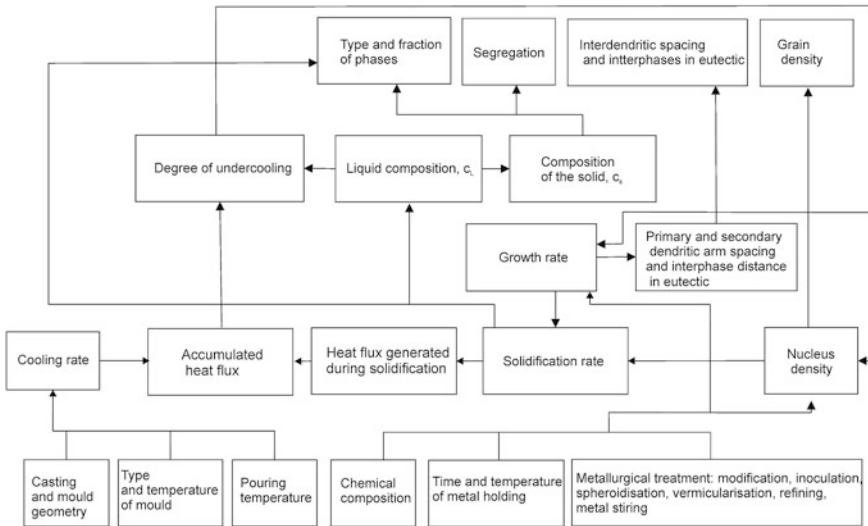 Type and fraction
of phases
Segregation
Interdendritic spacing
and intterphases in eutectic
Grain
density
Degree of undercooling
Liquid composition, cL
Composition
of the solid, cs
Growth rate
Primary and secondary
dendritic arm spacing
and interphase distance
in eutectic
Cooling rate
Accumulated
heat flux
Heat flux generated
during solidification
Solidification rate
Nucleus
density
Casting
and mould
geometry
Type
and temperature
of mould
Pouring
temperature
Chemical
composition
Time and temperature
of metal holding
Metallurgical treatment: modification, inoculation,
spheroidisation, vermicularisation, refining,
metal stiring